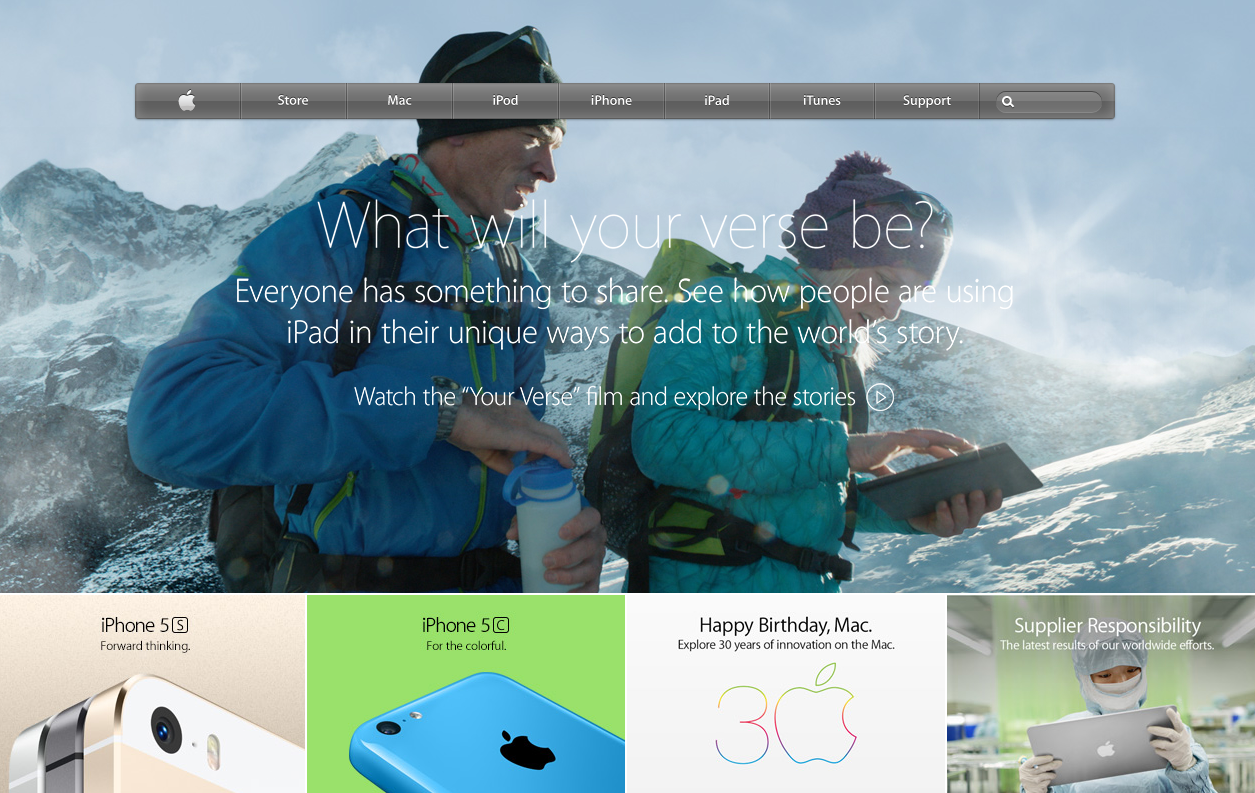 Store Mac iPod iPhone iPad iTunes Support
What will your verse be?
Everyone has something to share. See how people are using
iPad in their unique ways to add to the world's story.
Watch the “Your Verse” film and explore the stories
iPhone 5S
Forward thinking.
iPhone 5C
For the colorful.
Happy Birthday, Mac.
Explore 30 years of innovation on the Mac.
30
Supplier Responsibility
The latest results of our worldwide efforts.